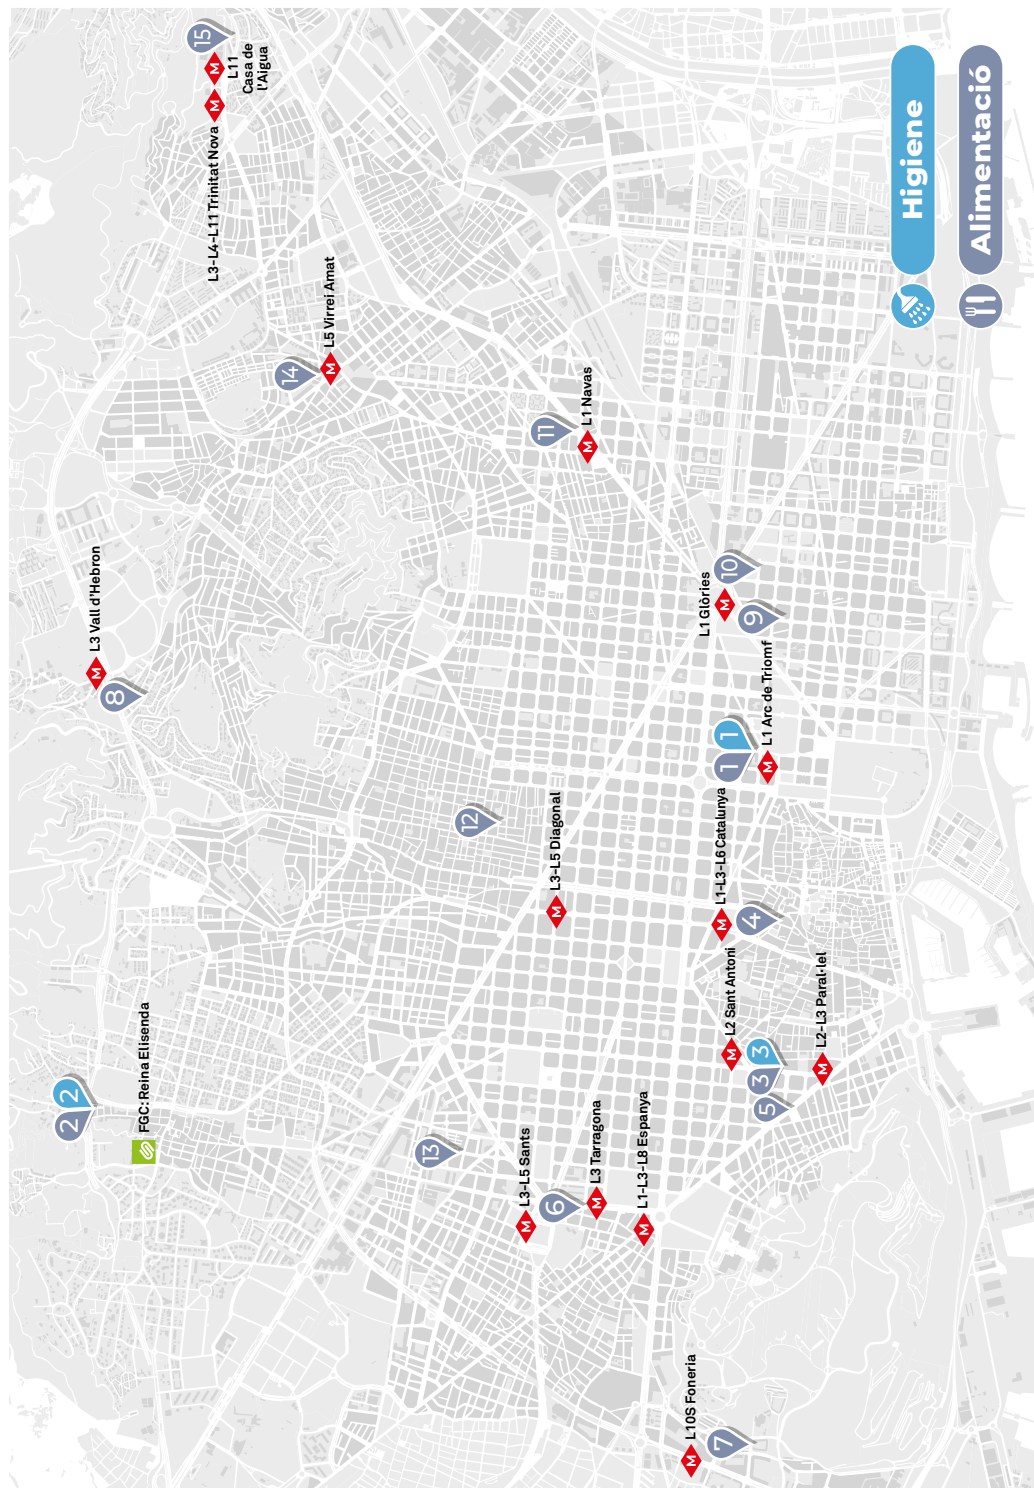 Higiene
Alimentació
15
M
L11
Casa de
l'Aigua
M
L3-L4-L11 Trinitat Nova
14
M
L5 Virrei Amat
11
M
L1 Navas
8
M
L3 Vall d'Hebron
10
M
L1 Glòries
9
1
1
M
L1 Arc de Triomf
12
M
L3-L5 Diagonal
M
L1-L3-L6 Catalunya
4
M
L2 Sant Antoni
3
3
5
M
L2-L3 Paral·lel
2
2
FGC: Reina Elisenda
13
M
L3-L5 Sants
6
M
L3 Tarragona
M
L1-L3-L8 Espanya
M
L10S Foneria
7